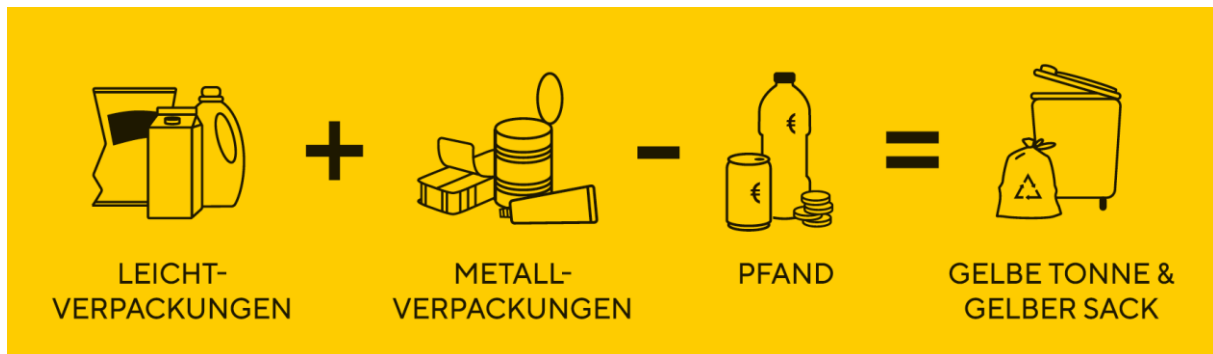 LEICHT-
VERPACKUNGEN
+
METALL-
VERPACKUNGEN
-
€
€
PFAND
=
GELBE TONNE &
GELBER SACK